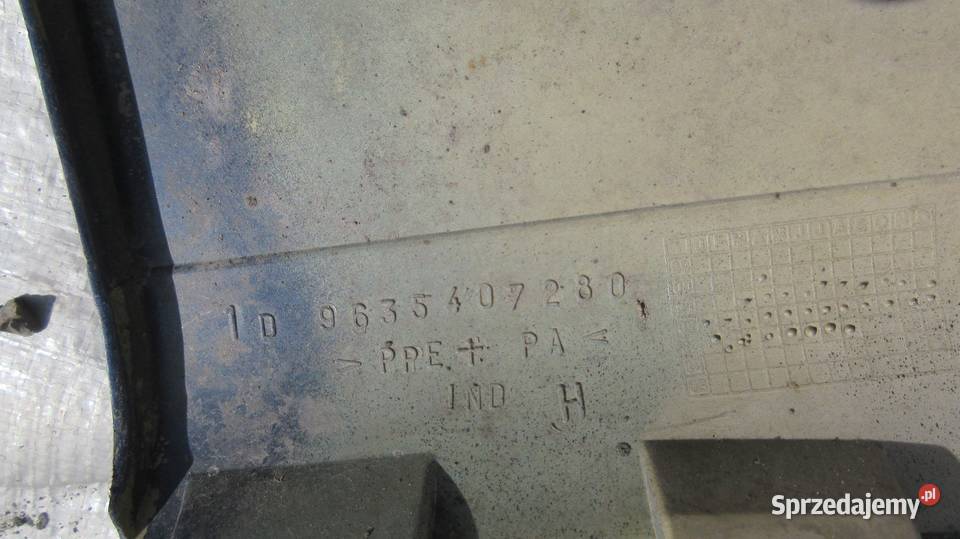 1D 9635407280
>PPE + PA<
IND H
Sprzedajemy.pl